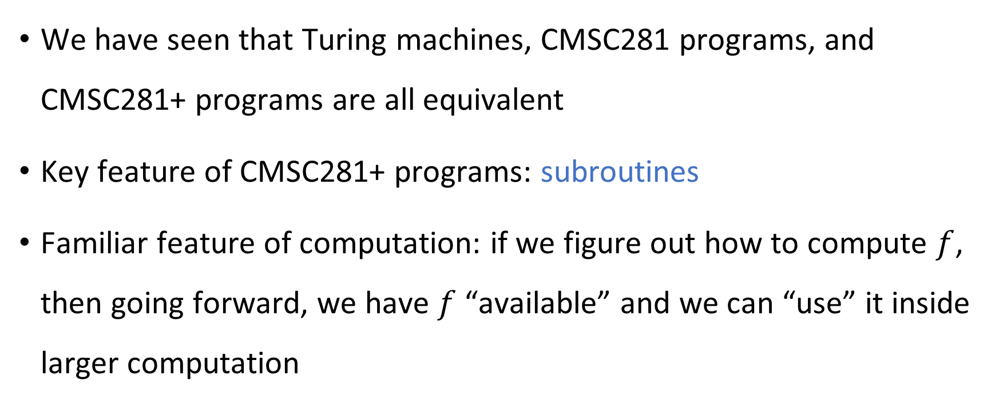 • We have seen that Turing machines, CMSC281 programs, and
CMSC281+ programs are all equivalent
• Key feature of CMSC281+ programs: subroutines
• Familiar feature of computation: if we figure out how to compute 𝑓,
then going forward, we have 𝑓 “available” and we can “use” it inside
larger computation